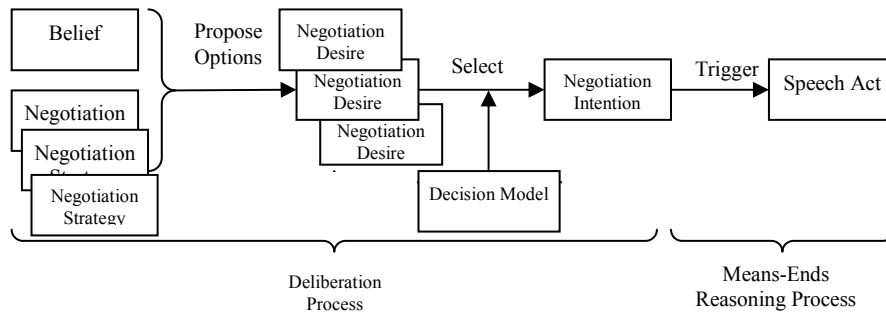 Belief
Propose
Options
Negotiation
Desire
Negotiation
Desire
Negotiation
Desire
Select
Negotiation
Intention
Trigger
Speech Act
Negotiation
Negotiation
Negotiation
Strategy
Decision Model
Deliberation
Process
Means-Ends
Reasoning Process